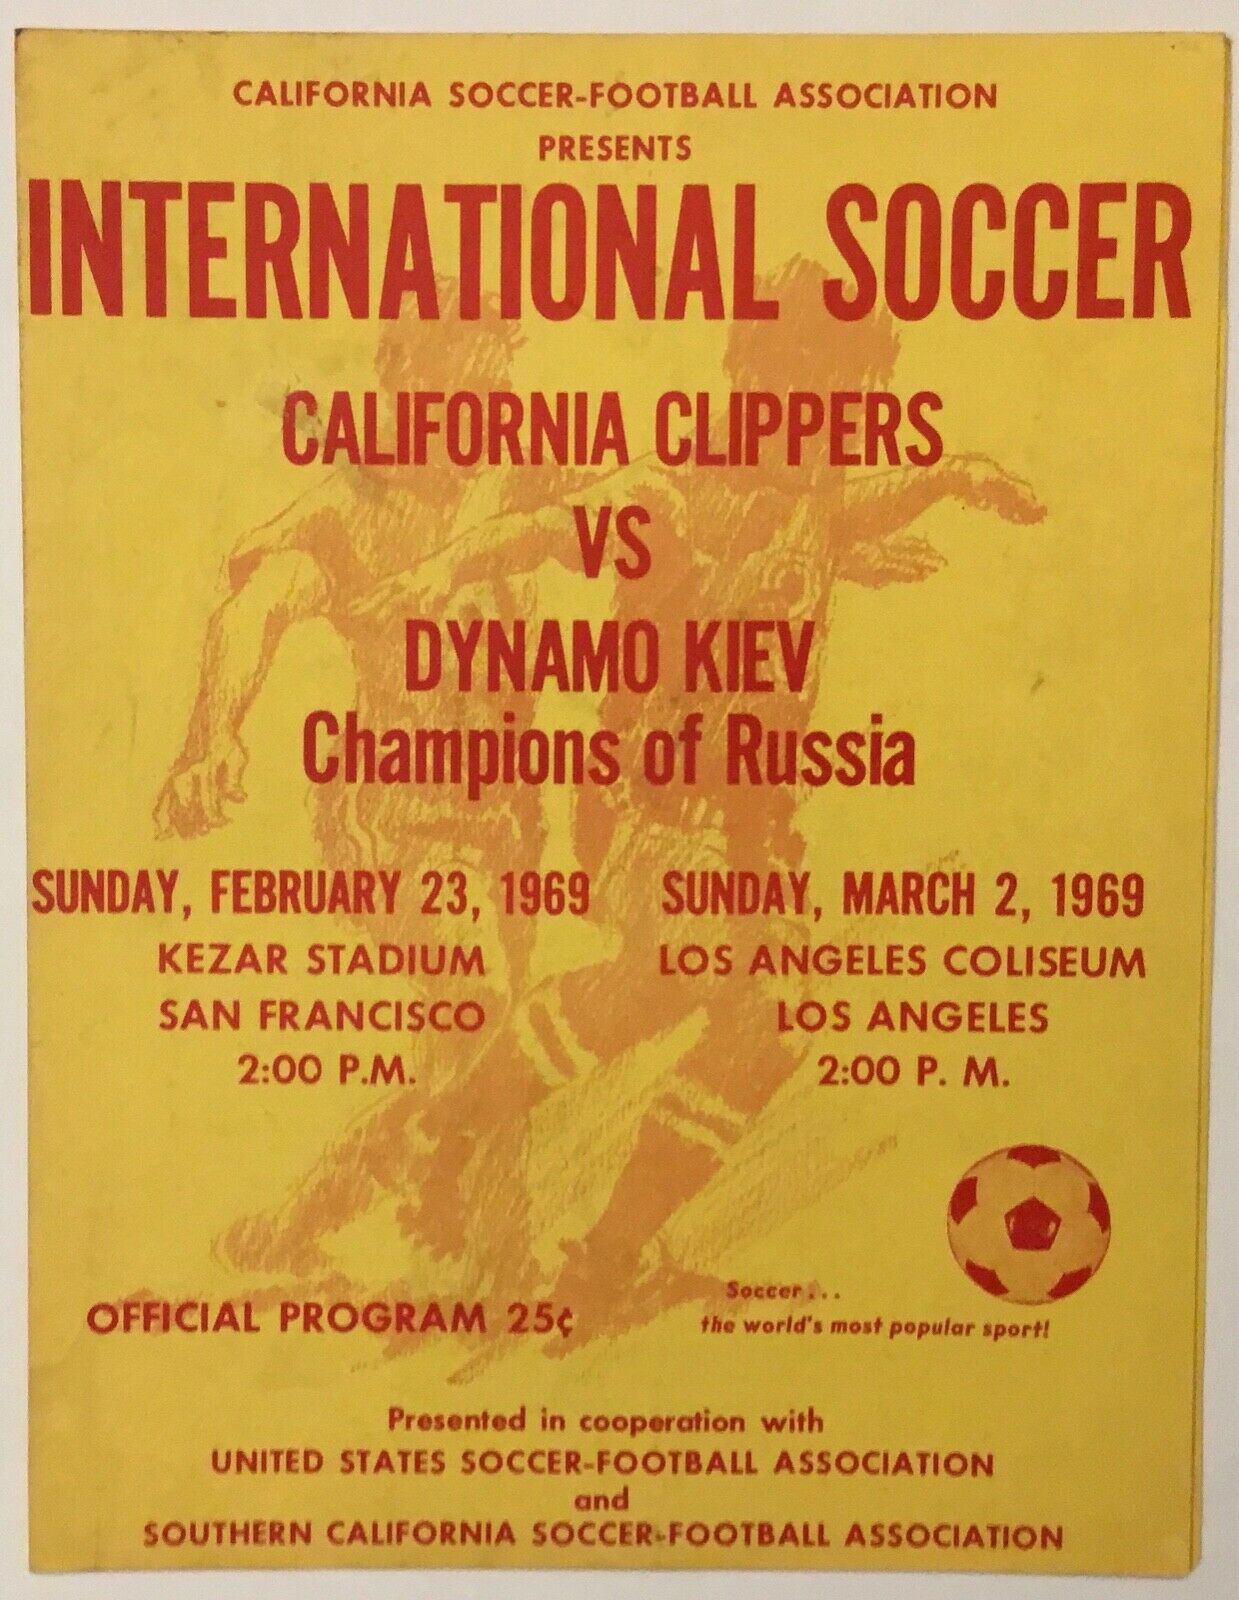 CALIFORNIA SOCCER-FOOTBALL ASSOCIATION
PRESENTS
INTERNATIONAL SOCCER
CALIFORNIA CLIPPERS
VS
DYNAMO KIEV
Champions of Russia
SUNDAY, FEBRUARY 23, 1969
KEZAR STADIUM
SAN FRANCISCO
2:00 P.M.
SUNDAY, MARCH 2, 1969
LOS ANGELES COLISEUM
LOS ANGELES
2:00 P. M.
OFFICIAL PROGRAM 25¢
Soccer...
the world's most popular sport!
Presented in cooperation with
UNITED STATES SOCCER-FOOTBALL ASSOCIATION
and
SOUTHERN CALIFORNIA SOCCER-FOOTBALL ASSOCIATION